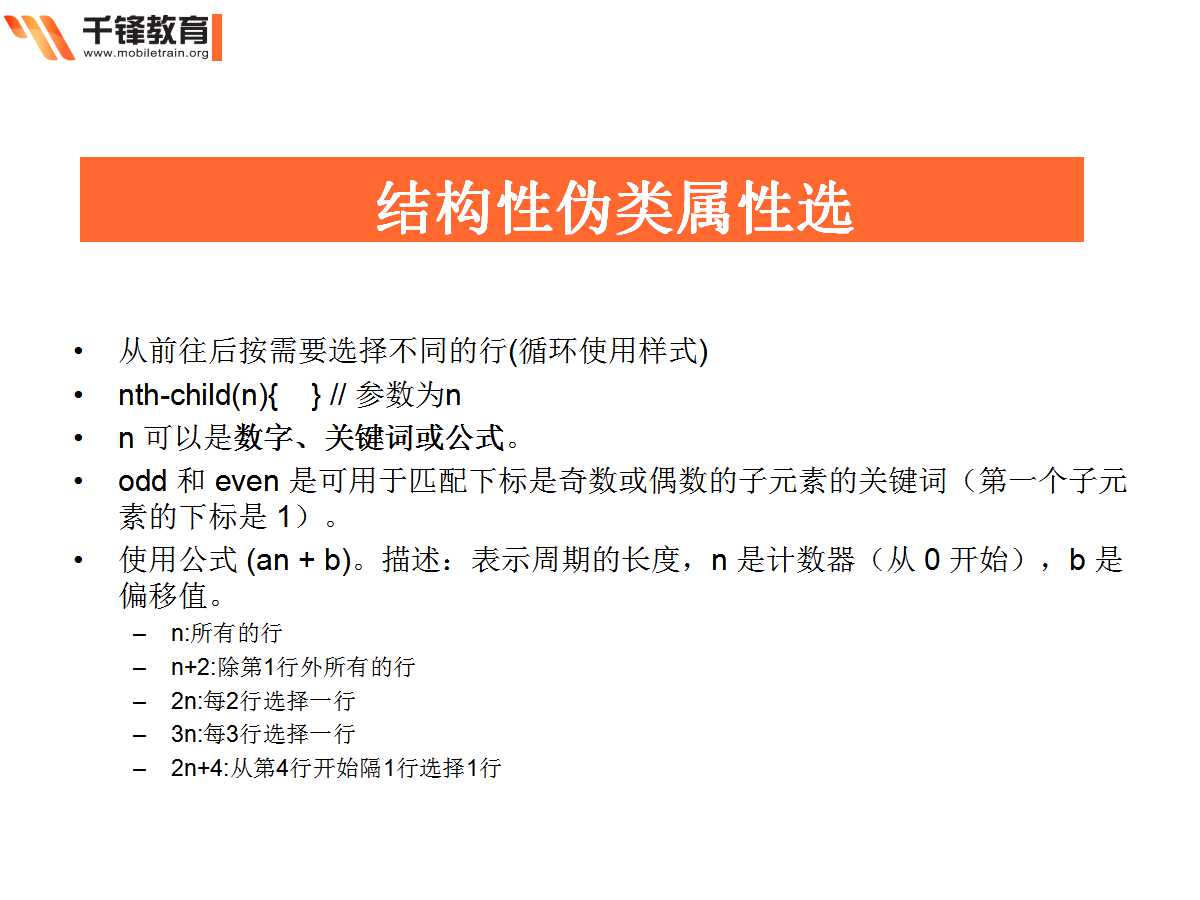 千锋教育
www.mobiletrain.org
结构性伪类属性选
• 从前往后按需要选择不同的行(循环使用样式)
• nth-child(n){    } // 参数为n
• n 可以是数字、关键词或公式。
• odd 和 even 是可用于匹配下标是奇数或偶数的子元素的关键词（第一个子元
素的下标是 1）。
• 使用公式 (an + b)。描述：表示周期的长度，n 是计数器（从 0 开始），b 是
偏移值。
– n:所有的行
– n+2:除第1行外所有的行
– 2n:每2行选择一行
– 3n:每3行选择一行
– 2n+4:从第4行开始隔1行选择1行